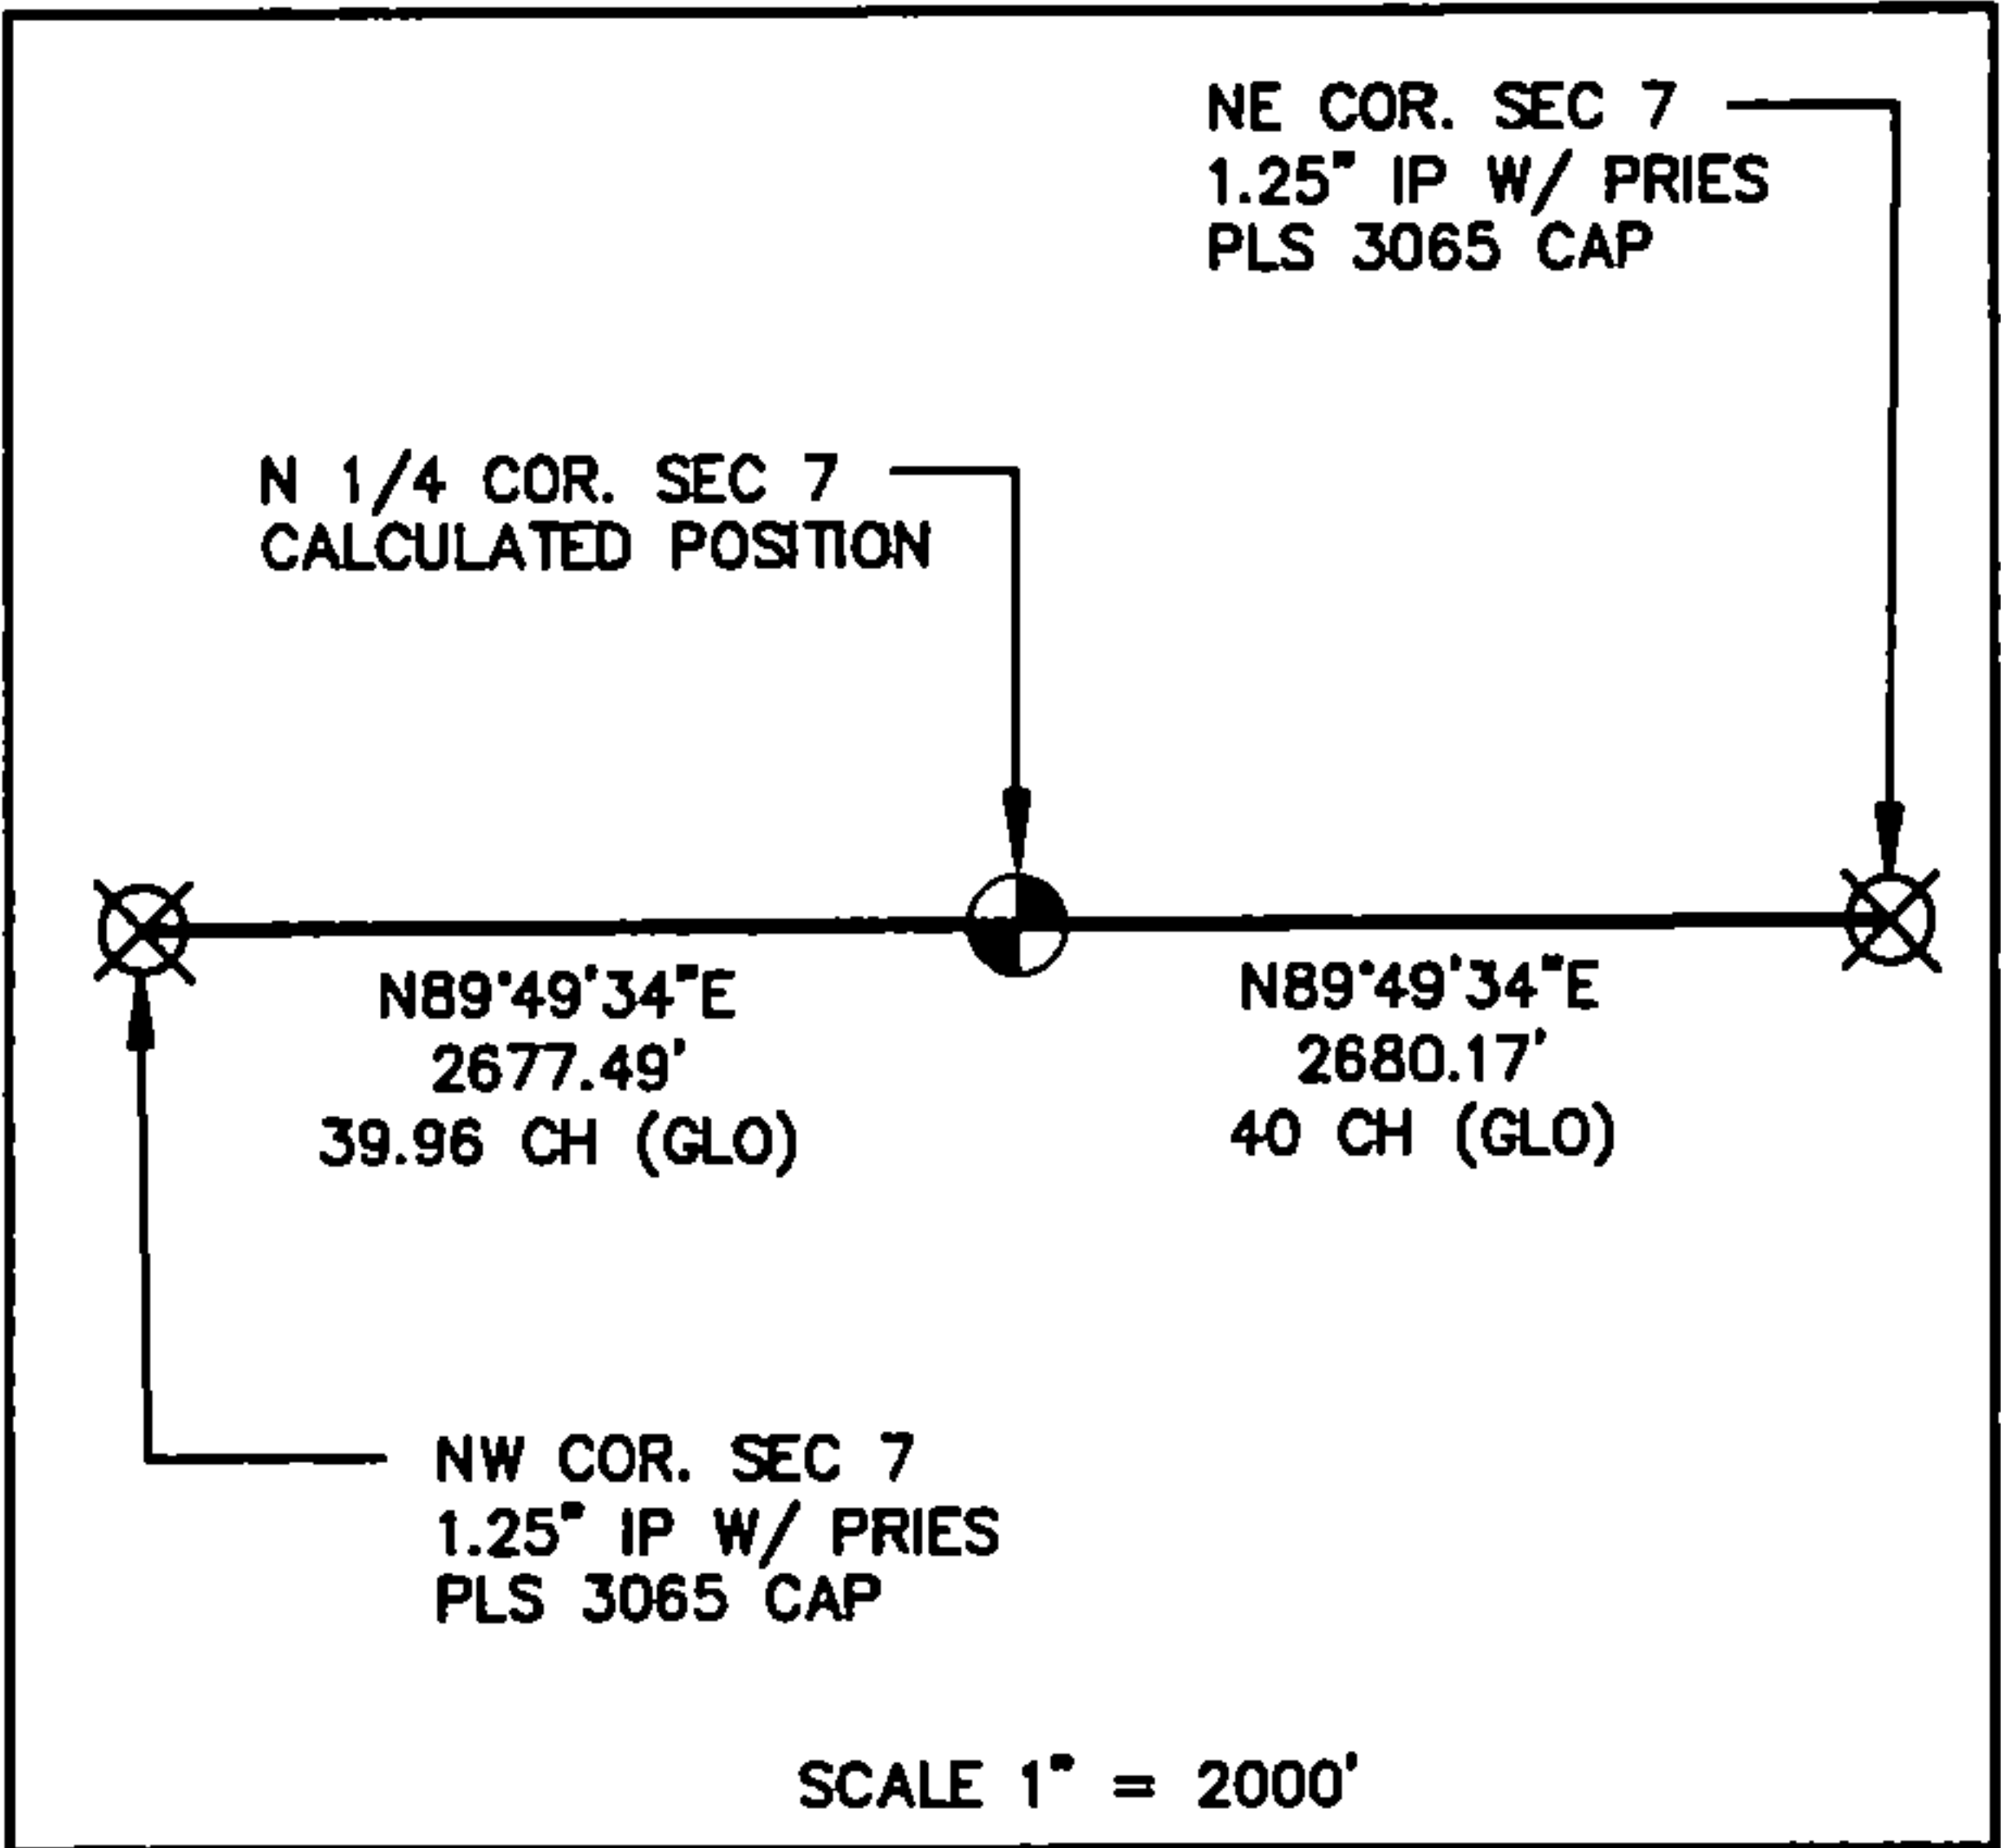 NE COR. SEC 7
1.25" IP W/ PRIES
PLS 3065 CAP
N 1/4 COR. SEC 7
CALCULATED POSITION
N89°49'34"E
2677.49'
39.96 CH (GLO)
N89°49'34"E
2680.17'
40 CH (GLO)
NW COR. SEC 7
1.25" IP W/ PRIES
PLS 3065 CAP
SCALE 1" = 2000'